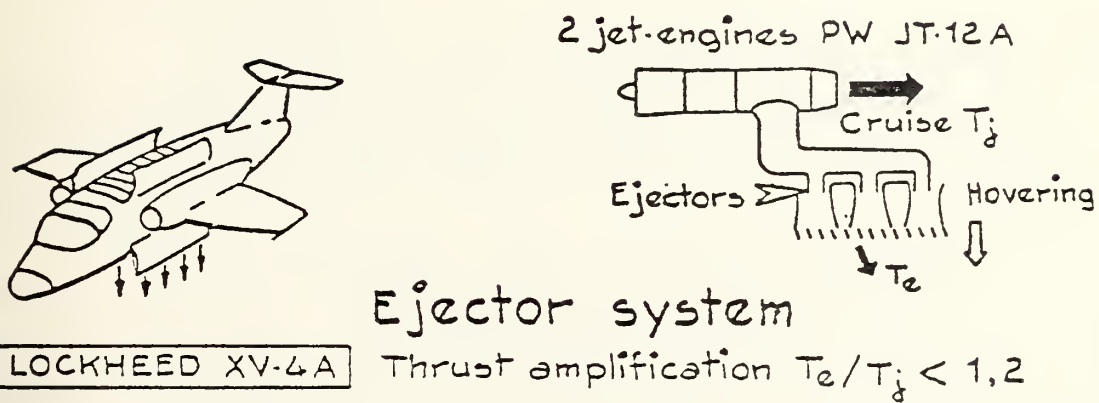 2 jet-engines PW JT-12A
Cruise Tj
Ejectors
Hovering
Te
Ejector system
LOCKHEED XV-4A
Thrust amplification Te/Tj < 1,2